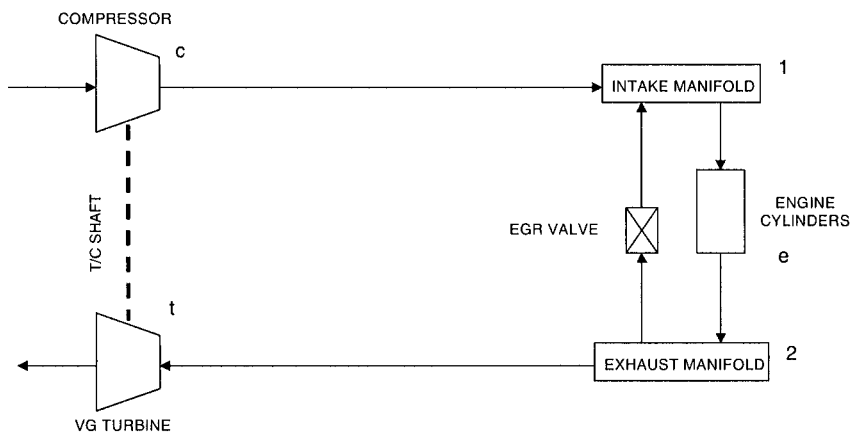 COMPRESSOR
c
1
INTAKE MANIFOLD
T/C SHAFT
EGR VALVE
ENGINE
CYLINDERS
e
t
EXHAUST MANIFOLD
2
VG TURBINE